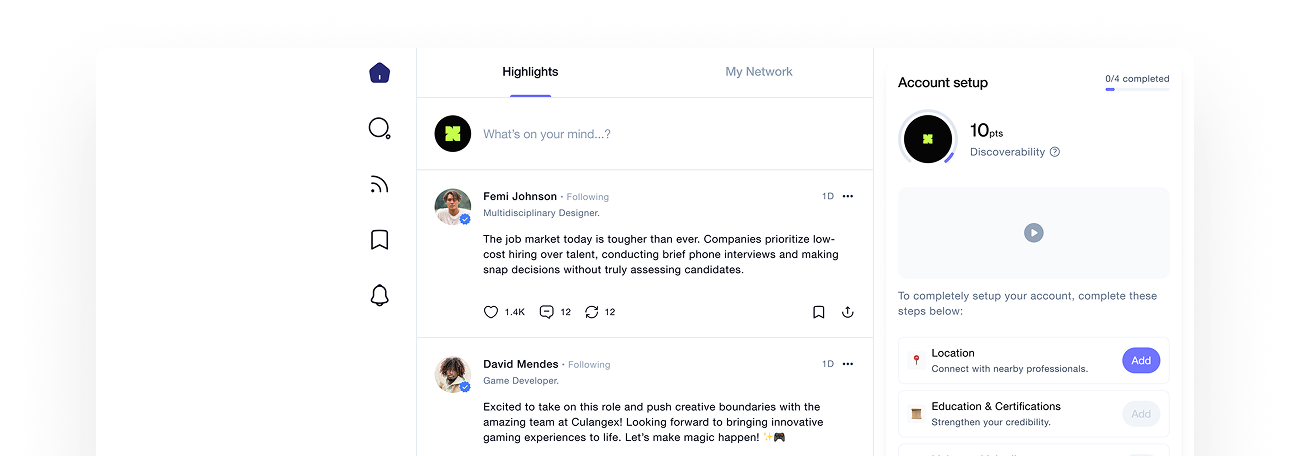 Highlights
My Network
What's on your mind...?
Femi Johnson • Following
1D
Multidisciplinary Designer.
The job market today is tougher than ever. Companies prioritize low-
cost hiring over talent, conducting brief phone interviews and making
snap decisions without truly assessing candidates.
1.4K
12
12
David Mendes • Following
1D
Game Developer.
Excited to take on this role and push creative boundaries with the
amazing team at Culangex! Looking forward to bringing innovative
gaming experiences to life. Let's make magic happen! ✨🎮
Account setup
0/4 completed
10pts
Discoverability
To completely setup your account, complete these
steps below:
Location
Connect with nearby professionals.
Add
Education & Certifications
Strengthen your credibility.
Add